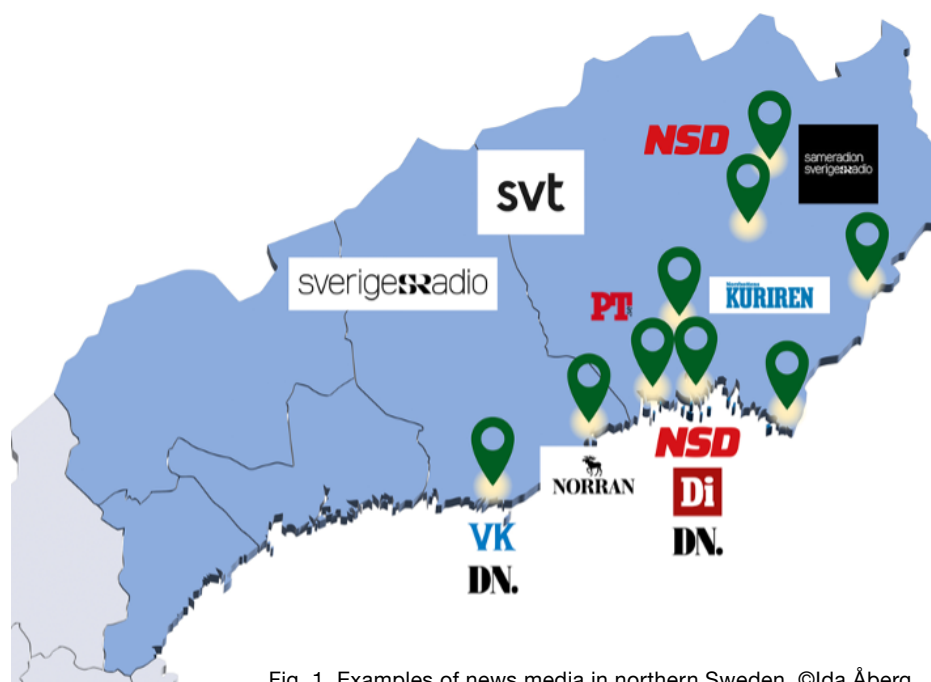 NSD
sameradion
sverigesradio
svt
sverigesradio
PT
KURIREN
NORRAN
NSD
Di
VK
DN.
DN.
Fig. 1. Examples of news media in northern Sweden. ©Ida Åberg